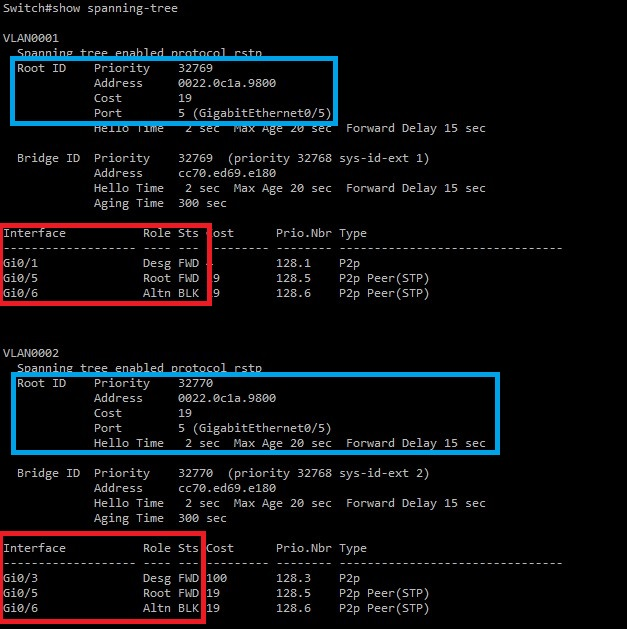 Switch#show spanning-tree
VLAN0001
Spanning tree enabled protocol rstp
Root ID Priority 32769
Address 0022.0c1a.9800
Cost 19
Port 5 (GigabitEthernet0/5)
Hello Time 2 sec Max Age 20 sec Forward Delay 15 sec
Bridge ID Priority 32769 (priority 32768 sys-id-ext 1)
Address cc70.ed69.e180
Hello Time 2 sec Max Age 20 sec Forward Delay 15 sec
Aging Time 300 sec
Interface Role Sts Cost Prio.Nbr Type
------------------- ---- --- --------- -------- --------------------------------
Gi0/1 Desg FWD 128.1 P2p
Gi0/5 Root FWD 19 128.5 P2p Peer(STP)
Gi0/6 Altn BLK 19 128.6 P2p Peer(STP)
VLAN0002
Spanning tree enabled protocol rstp
Root ID Priority 32770
Address 0022.0c1a.9800
Cost 19
Port 5 (GigabitEthernet0/5)
Hello Time 2 sec Max Age 20 sec Forward Delay 15 sec
Bridge ID Priority 32770 (priority 32768 sys-id-ext 2)
Address cc70.ed69.e180
Hello Time 2 sec Max Age 20 sec Forward Delay 15 sec
Aging Time 300 sec
Interface Role Sts Cost Prio.Nbr Type
------------------- ---- --- --------- -------- --------------------------------
Gi0/3 Desg FWD 100 128.3 P2p
Gi0/5 Root FWD 19 128.5 P2p Peer(STP)
Gi0/6 Altn BLK 19 128.6 P2p Peer(STP)